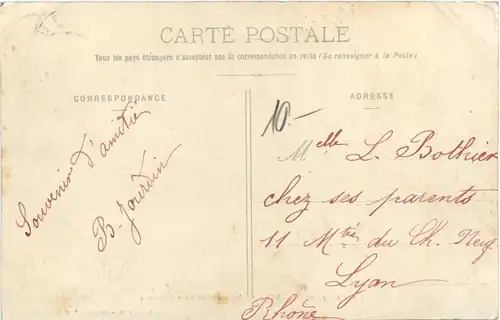 CARTE POSTALE
Tous les pays étrangers n'acceptent pas la correspondance au recto (Se renseigner à la Poste)
CORRESPONDANCE
ADRESSE
10.-
Souvenir d'amitié
B. Jourdin
Melle L. Bothier
chez ses parents
11 Mtée du Ch. Neuf
Lyon
Rhône